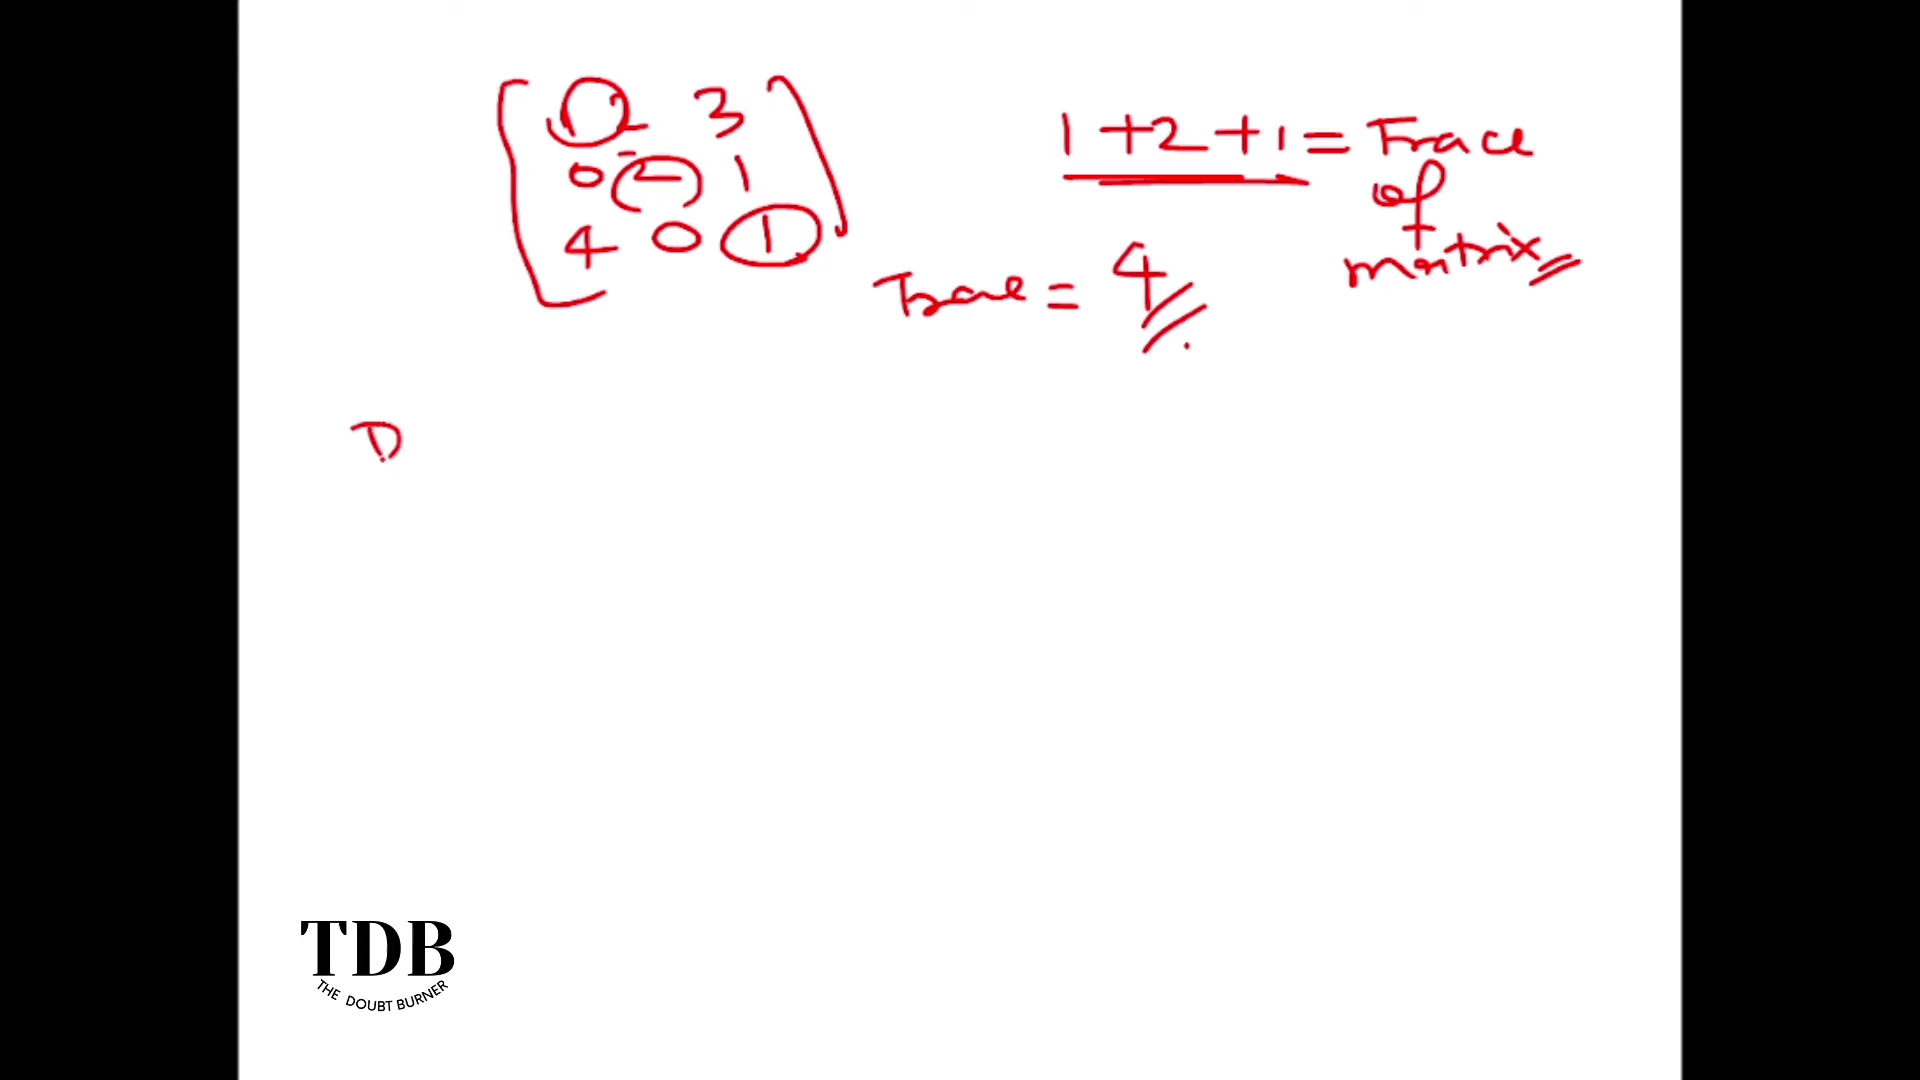 1 2 3
0 2 1
4 0 1
1 + 2 + 1 = Trace
of
matrix
Trace = 4
D
TDB
THE DOUBT BURNER